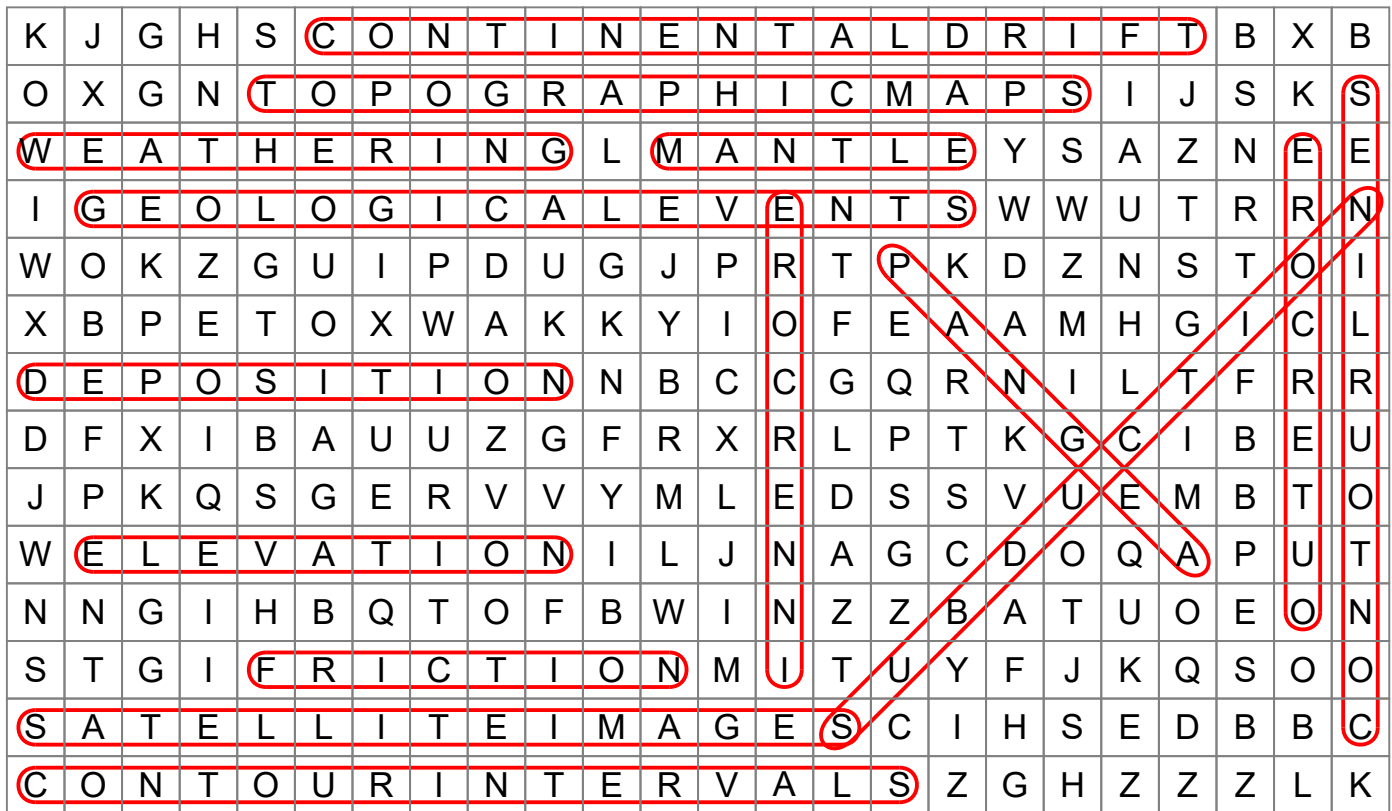 K J G H S C O N T I N E N T A L D R I F T B X B
O X G N T O P O G R A P H I C M A P S I J S K S
W E A T H E R I N G L M A N T L E Y S A Z N E E
I G E O L O G I C A L E V E N T S W W U T R R N
W O K Z G U I P D U G J P R T P K D Z N S T O I
X B P E T O X W A K K Y I O F E A A M H G I C L
D E P O S I T I O N N B C C G Q R N I L T F R R
D F X I B A U U Z G F R X R L P T K G C I B E U
J P K Q S G E R V V Y M L E D S S V U E M B T O
W E L E V A T I O N I L J N A G C D O Q A P U T
N N G I H B Q T O F B W I N Z Z B A T U O E O N
S T G I F R I C T I O N M I T U Y F J K Q S O O
S A T E L L I T E I M A G E S C I H S E D B B C
C O N T O U R I N T E R V A L S Z G H Z Z Z L K